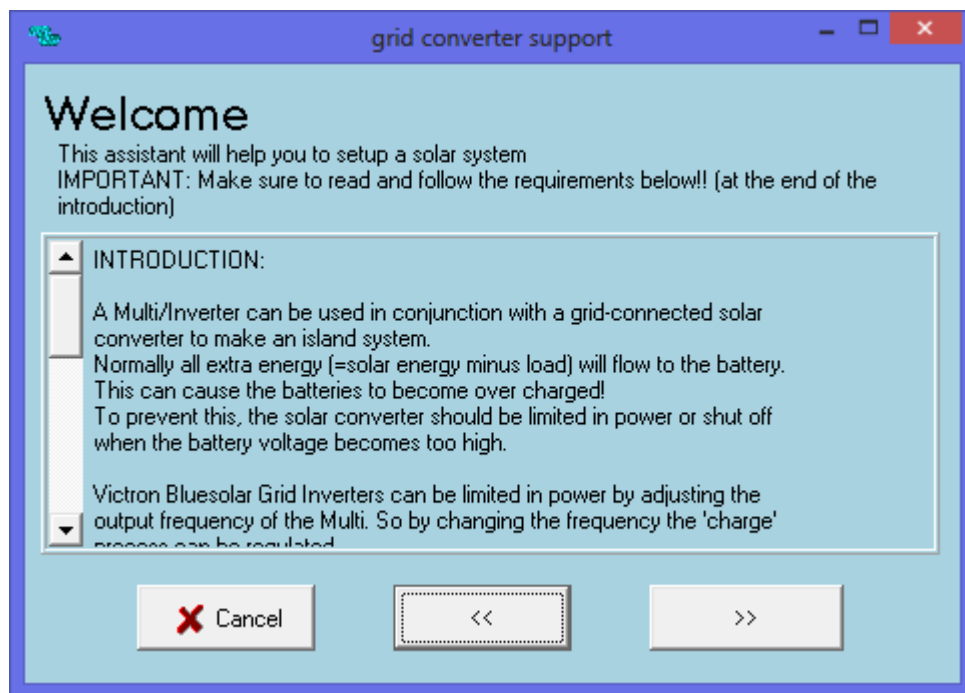 grid converter support
Welcome
This assistant will help you to setup a solar system
IMPORTANT: Make sure to read and follow the requirements below!! (at the end of the
introduction)
INTRODUCTION:
A Multi/Inverter can be used in conjunction with a grid-connected solar
converter to make an island system.
Normally all extra energy (=solar energy minus load) will flow to the battery.
This can cause the batteries to become over charged!
To prevent this, the solar converter should be limited in power or shut off
when the battery voltage becomes too high.
Victron Bluesolar Grid Inverters can be limited in power by adjusting the
output frequency of the Multi. So by changing the frequency the 'charge'
process can be regulated
Cancel
<<
>>